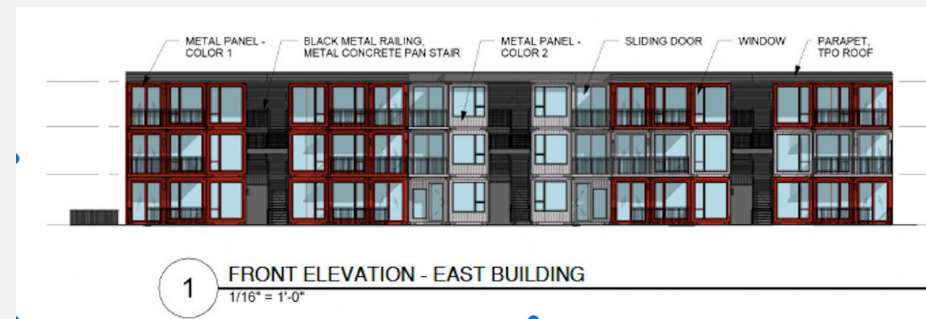 METAL PANEL -
COLOR 1
BLACK METAL RAILING,
METAL CONCRETE PAN STAIR
METAL PANEL -
COLOR 2
SLIDING DOOR
WINDOW
PARAPET,
TPO ROOF
1
FRONT ELEVATION - EAST BUILDING
1/16" = 1'-0"